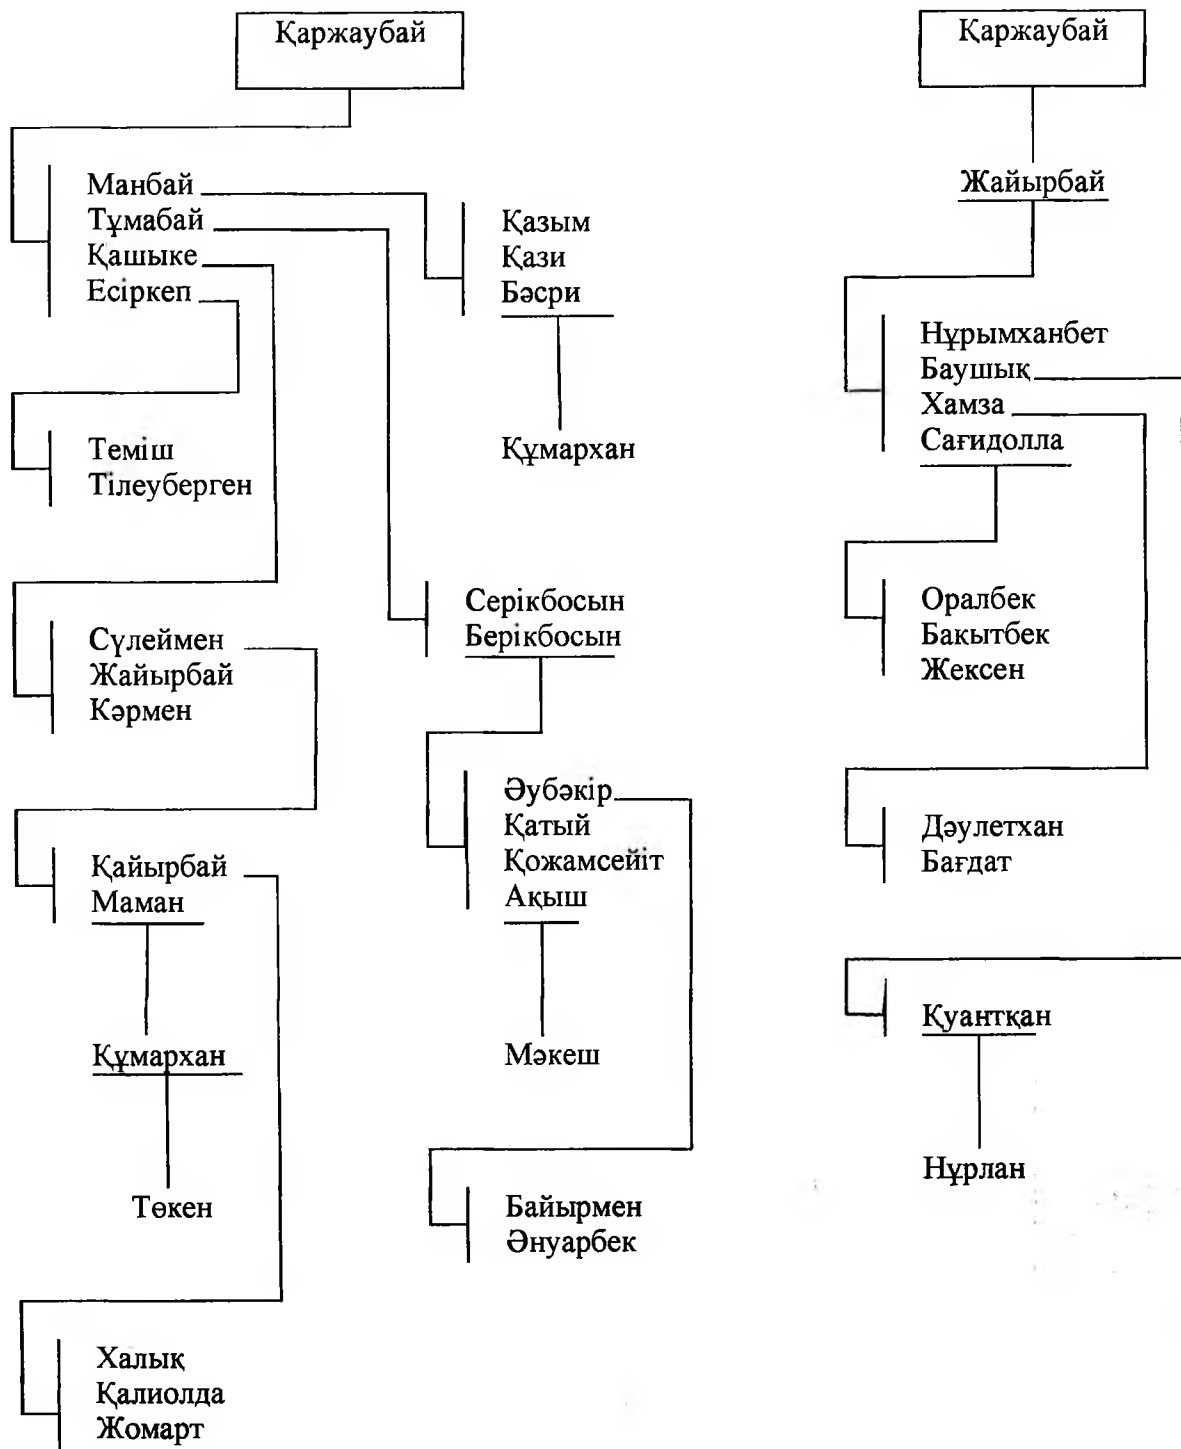 Қаржаубай
Манбай
Тұмабай
Қашыке
Есіркеп
Қазым
Қази
Бәсри
Құмархан
Теміш
Тілеуберген
Серікбосын
Берікбосын
Сүлеймен
Жайырбай
Кәрмен
Әубәкір
Қатый
Қожамсейіт
Ақыш
Қайырбай
Маман
Құмархан
Мәкеш
Төкен
Байырмен
Әнуарбек
Халық
Қалиолда
Жомарт
Қаржаубай
Жайырбай
Нұрымханбет
Баушық
Хамза
Сағидолла
Оралбек
Бакытбек
Жексен
Дәулетхан
Бағдат
Қуантқан
Нұрлан